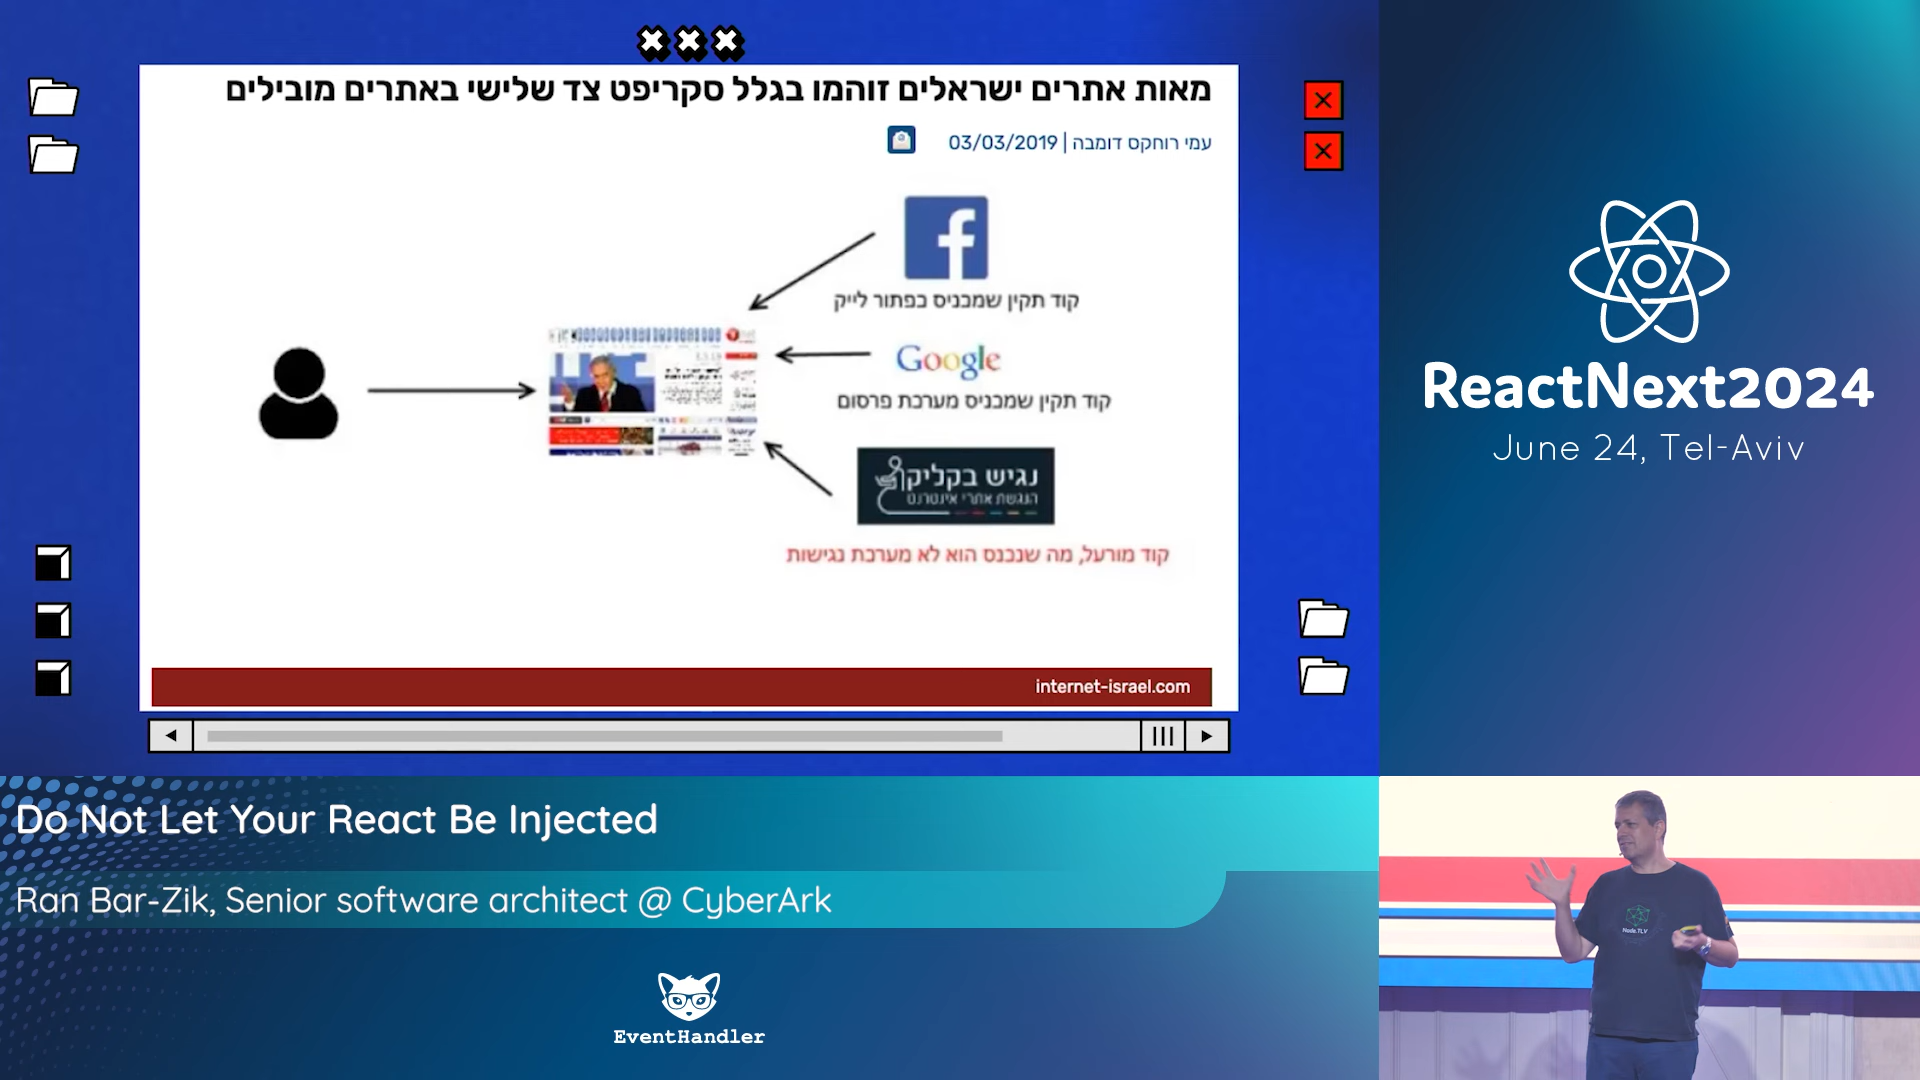 מאות אתרים ישראלים זוהמו בגלל סקריפט צד שלישי באתרים מובילים
עמי רוחקס דומבה | 03/03/2019
קוד תקין שמכניס כפתור לייק
Google
קוד תקין שמכניס מערכת פרסום
נגיש בקליק
הנגשת אתרי אינטרנט
קוד מורעל, מה שנכנס הוא לא מערכת נגישות
internet-israel.com
ReactNext2024
June 24, Tel-Aviv
Do Not Let Your React Be Injected
Ran Bar-Zik, Senior software architect @ CyberArk
EventHandler
Node.TLV